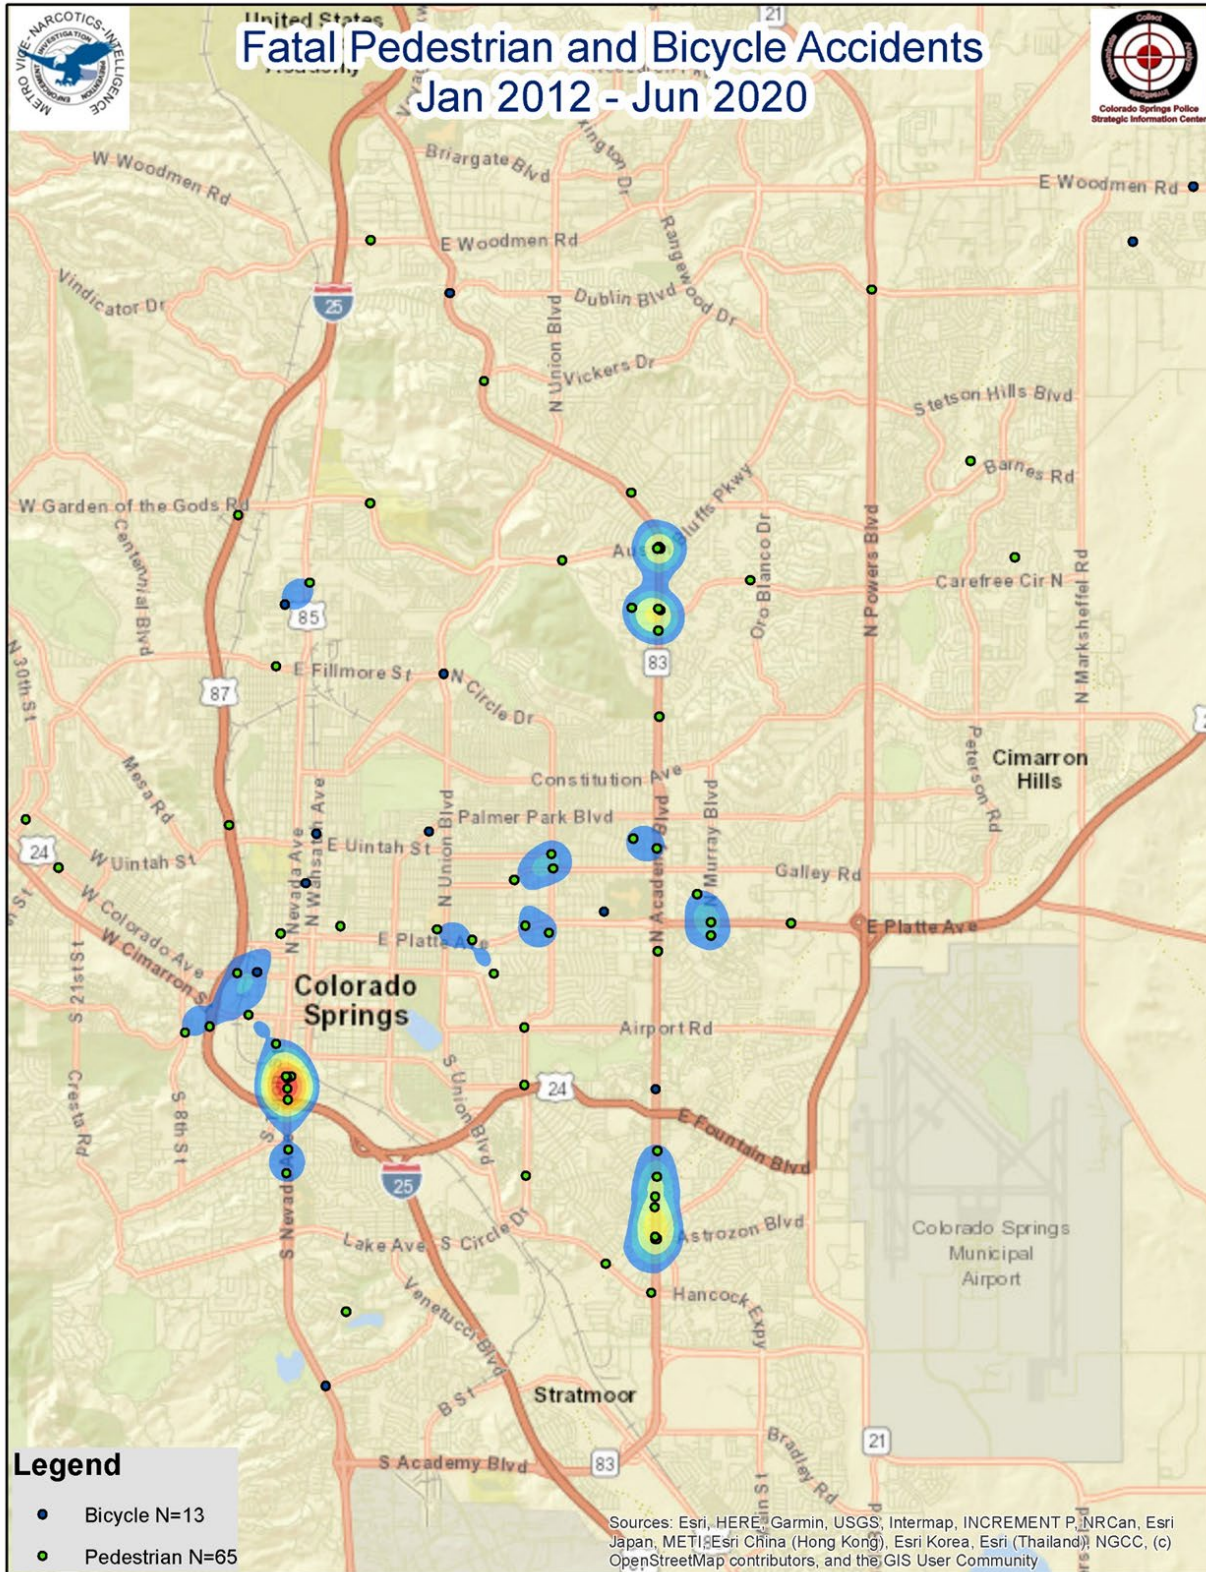 United States
Academy
21
Fatal Pedestrian and Bicycle Accidents
Jan 2012 - Jun 2020
METRO VICE-NARCOTICS-INTELLIGENCE
INVESTIGATION
ENFORCEMENT
PREVENTION
Collect
Analyze
Investigate
Disseminate
Colorado Springs Police
Strategic Information Center
W Woodmen Rd
Briargate Blvd
E Woodmen Rd
E Woodmen Rd
Rangewood Dr
Vindicator Dr
25
Dublin Blvd
N Union Blvd
Vickers Dr
Stetson Hills Blvd
Barnes Rd
W Garden of the Gods Rd
Centennial Blvd
Bluffs Pkwy
Oro Blanco Dr
N Powers Blvd
Carefree Cir N
N Marksheffel Rd
85
N 30th St
E Fillmore St
83
87
N Circle Dr
Peterson Rd
Cimarron
Hills
Mesa Rd
Constitution Ave
N Murray Blvd
Palmer Park Blvd
24
W Uintah St
N Nevada Ave
N Wahsatch Ave
E Uintah St
N Union Blvd
N Academy Blvd
Galley Rd
W Colorado Ave
W Cimarron S
E Platte Ave
E Platte Ave
S 21st St
Colorado
Springs
Airport Rd
Cresta Rd
S 8th St
S Union Blvd
24
E Fountain Blvd
25
S Nevada A
Lake Ave
S Circle Dr
Astrozon Blvd
Colorado Springs
Municipal
Airport
Venetucci Blvd
Hancock Expy
Stratmoor
B St
S Academy Blvd
83
21
Bradley Rd
Main St
Legend
Bicycle N=13
Pedestrian N=65
Sources: Esri, HERE, Garmin, USGS, Intermap, INCREMENT P, NRCan, Esri
Japan, METI, Esri China (Hong Kong), Esri Korea, Esri (Thailand), NGCC, (c)
OpenStreetMap contributors, and the GIS User Community